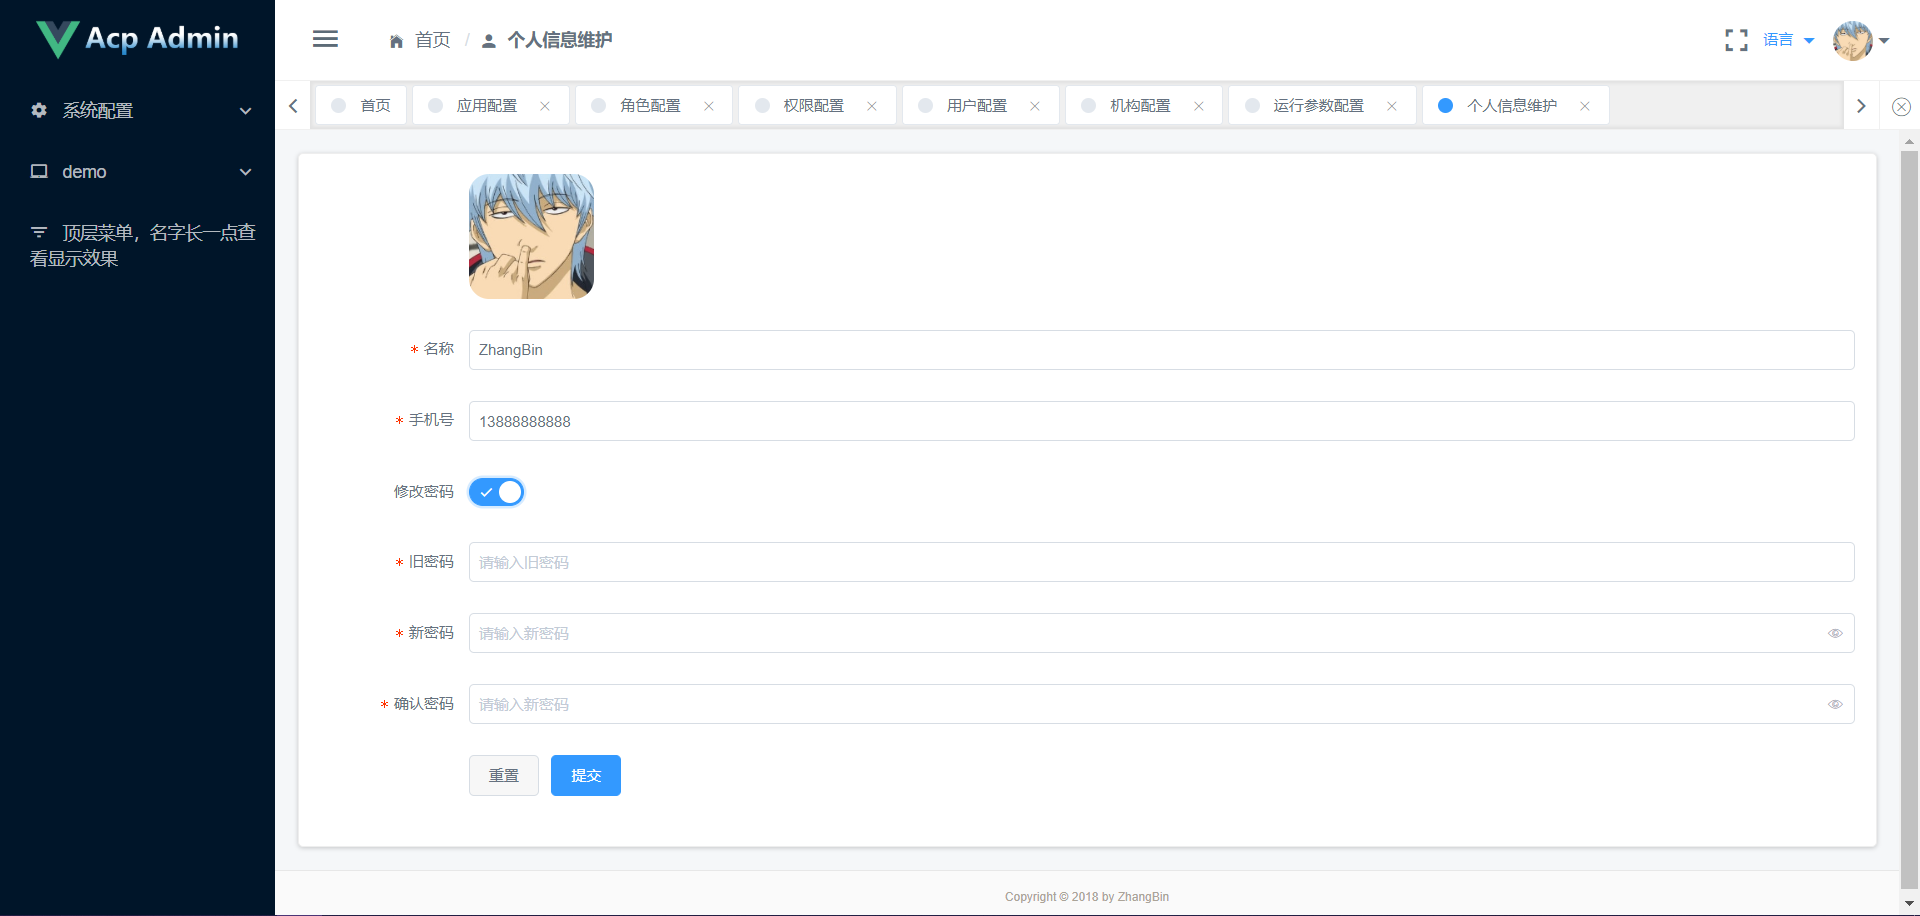 Acp Admin
首页 / 个人信息维护
语言
系统配置
demo
顶层菜单，名字长一点查
看显示效果
首页 应用配置 角色配置 权限配置 用户配置 机构配置 运行参数配置 个人信息维护
* 名称 ZhangBin
* 手机号 13888888888
修改密码
* 旧密码 请输入旧密码
* 新密码 请输入新密码
* 确认密码 请输入新密码
重置 提交
Copyright © 2018 by ZhangBin